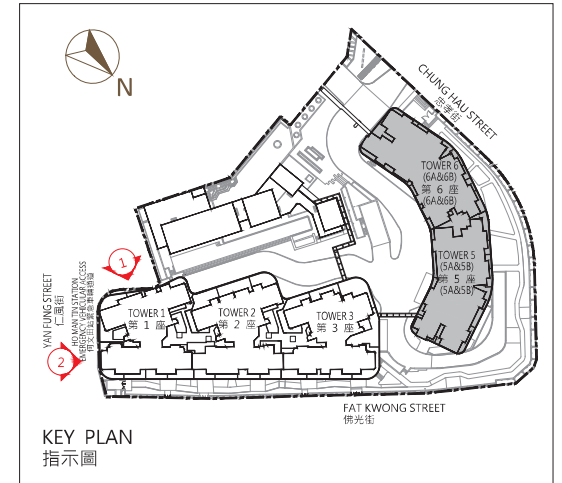 N
CHUNG HAU STREET
忠孝街
TOWER 6
(6A&6B)
第 6 座
(6A&6B)
TOWER 5
(5A&5B)
第 5 座
(5A&5B)
1
YAN FUNG STREET
仁風街
HO MAN TIN STATION
EMERGENCY VEHICULAR ACCESS
何文田站緊急車輛通道
TOWER 1
第 1 座
TOWER 2
第 2 座
TOWER 3
第 3 座
2
FAT KWONG STREET
佛光街
KEY PLAN
指示圖